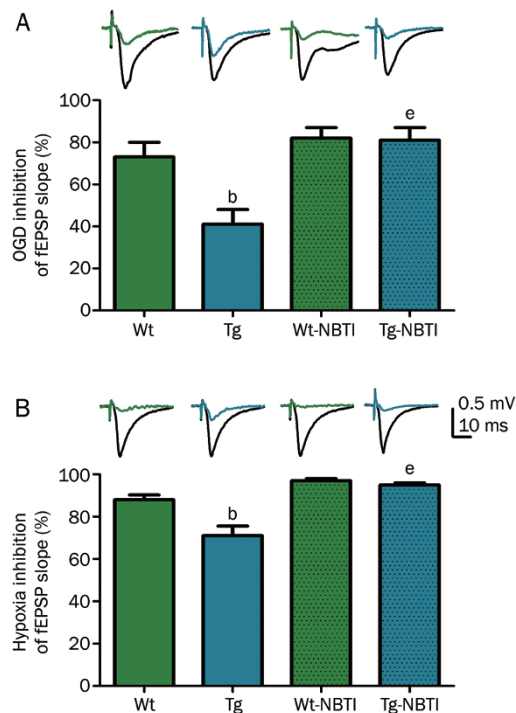 A
OGD inhibition
of fEPSP slope (%)
100
80
60
40
20
0
b
e
Wt
Tg
Wt-NBTI
Tg-NBTI
B
0.5 mV
10 ms
Hypoxia inhibition
of fEPSP slope (%)
100
80
60
40
20
0
b
e
Wt
Tg
Wt-NBTI
Tg-NBTI